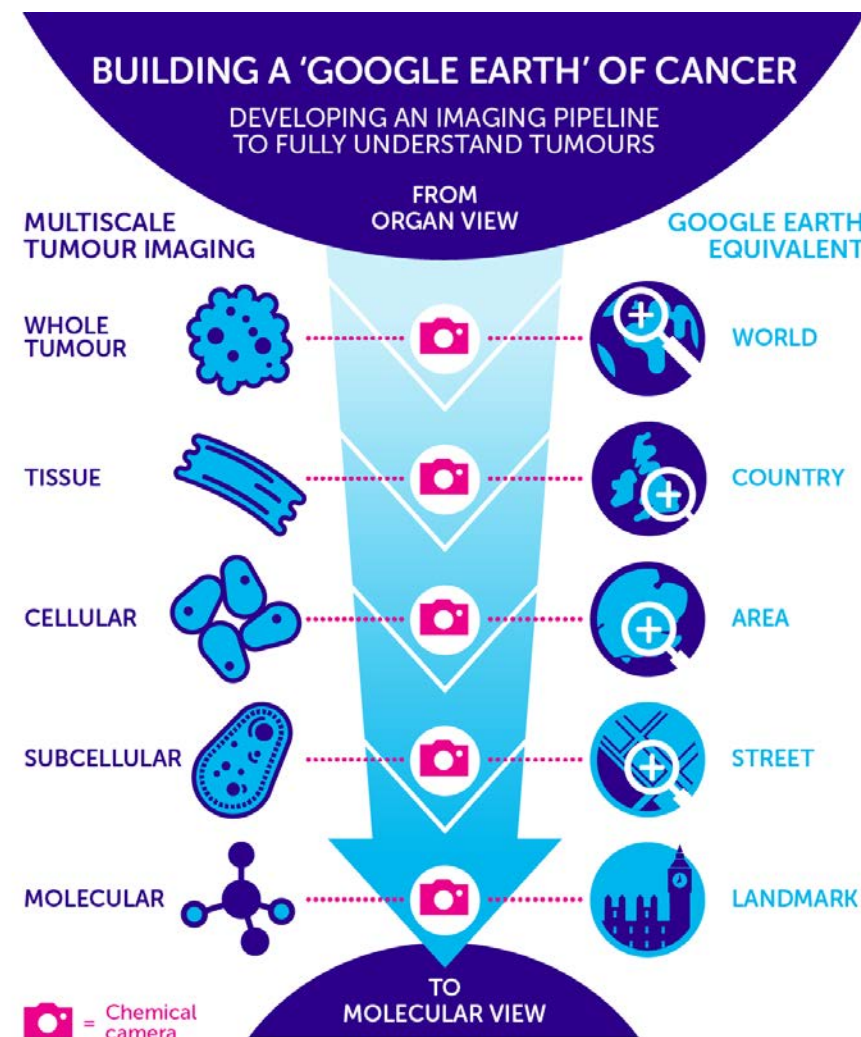 BUILDING A ‘GOOGLE EARTH’ OF CANCER
DEVELOPING AN IMAGING PIPELINE
TO FULLY UNDERSTAND TUMOURS
FROM
ORGAN VIEW
MULTISCALE
TUMOUR IMAGING
GOOGLE EARTH
EQUIVALENT
WHOLE
TUMOUR
WORLD
TISSUE
COUNTRY
CELLULAR
AREA
SUBCELLULAR
STREET
MOLECULAR
LANDMARK
TO
MOLECULAR VIEW
= Chemical
camera